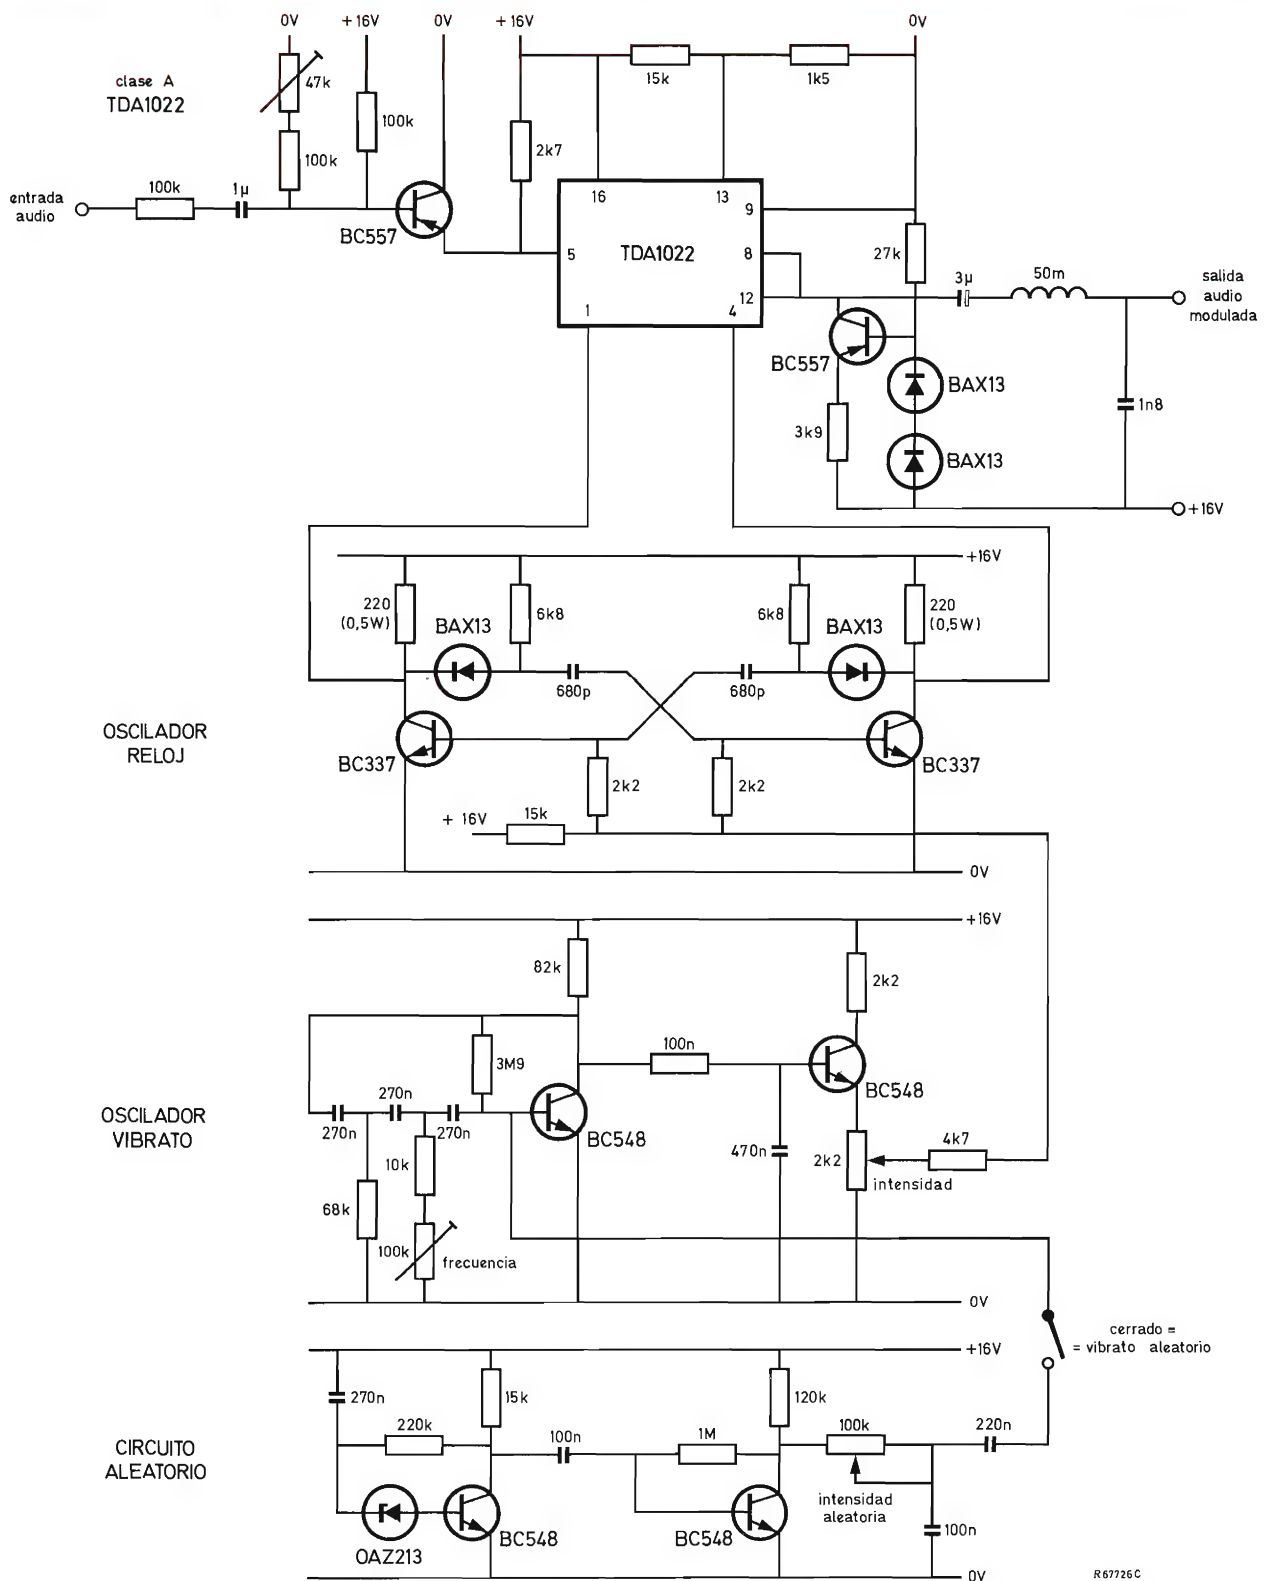 0V
+16V
0V
+16V
0V
clase A
TDA1022
47k
100k
100k
2k7
15k
1k5
entrada
audio
100k
1µ
BC557
16
13
9
5
TDA1022
8
12
1
4
27k
3µ
50m
salida
audio
modulada
BC557
BAX13
3k9
BAX13
1n8
+16V
+16V
220
(0,5W)
BAX13
6k8
6k8
BAX13
220
(0,5W)
680p
680p
OSCILADOR
RELOJ
BC337
BC337
2k2
2k2
+ 16V
15k
0V
+16V
82k
2k2
3M9
100n
BC548
OSCILADOR
VIBRATO
270n
270n
270n
BC548
10k
470n
2k2
4k7
intensidad
68k
100k
frecuencia
0V
cerrado =
= vibrato aleatorio
+16V
270n
15k
120k
220k
100n
1M
100k
220n
CIRCUITO
ALEATORIO
intensidad
aleatoria
BC548
BC548
100n
OAZ213
0V
R67726C